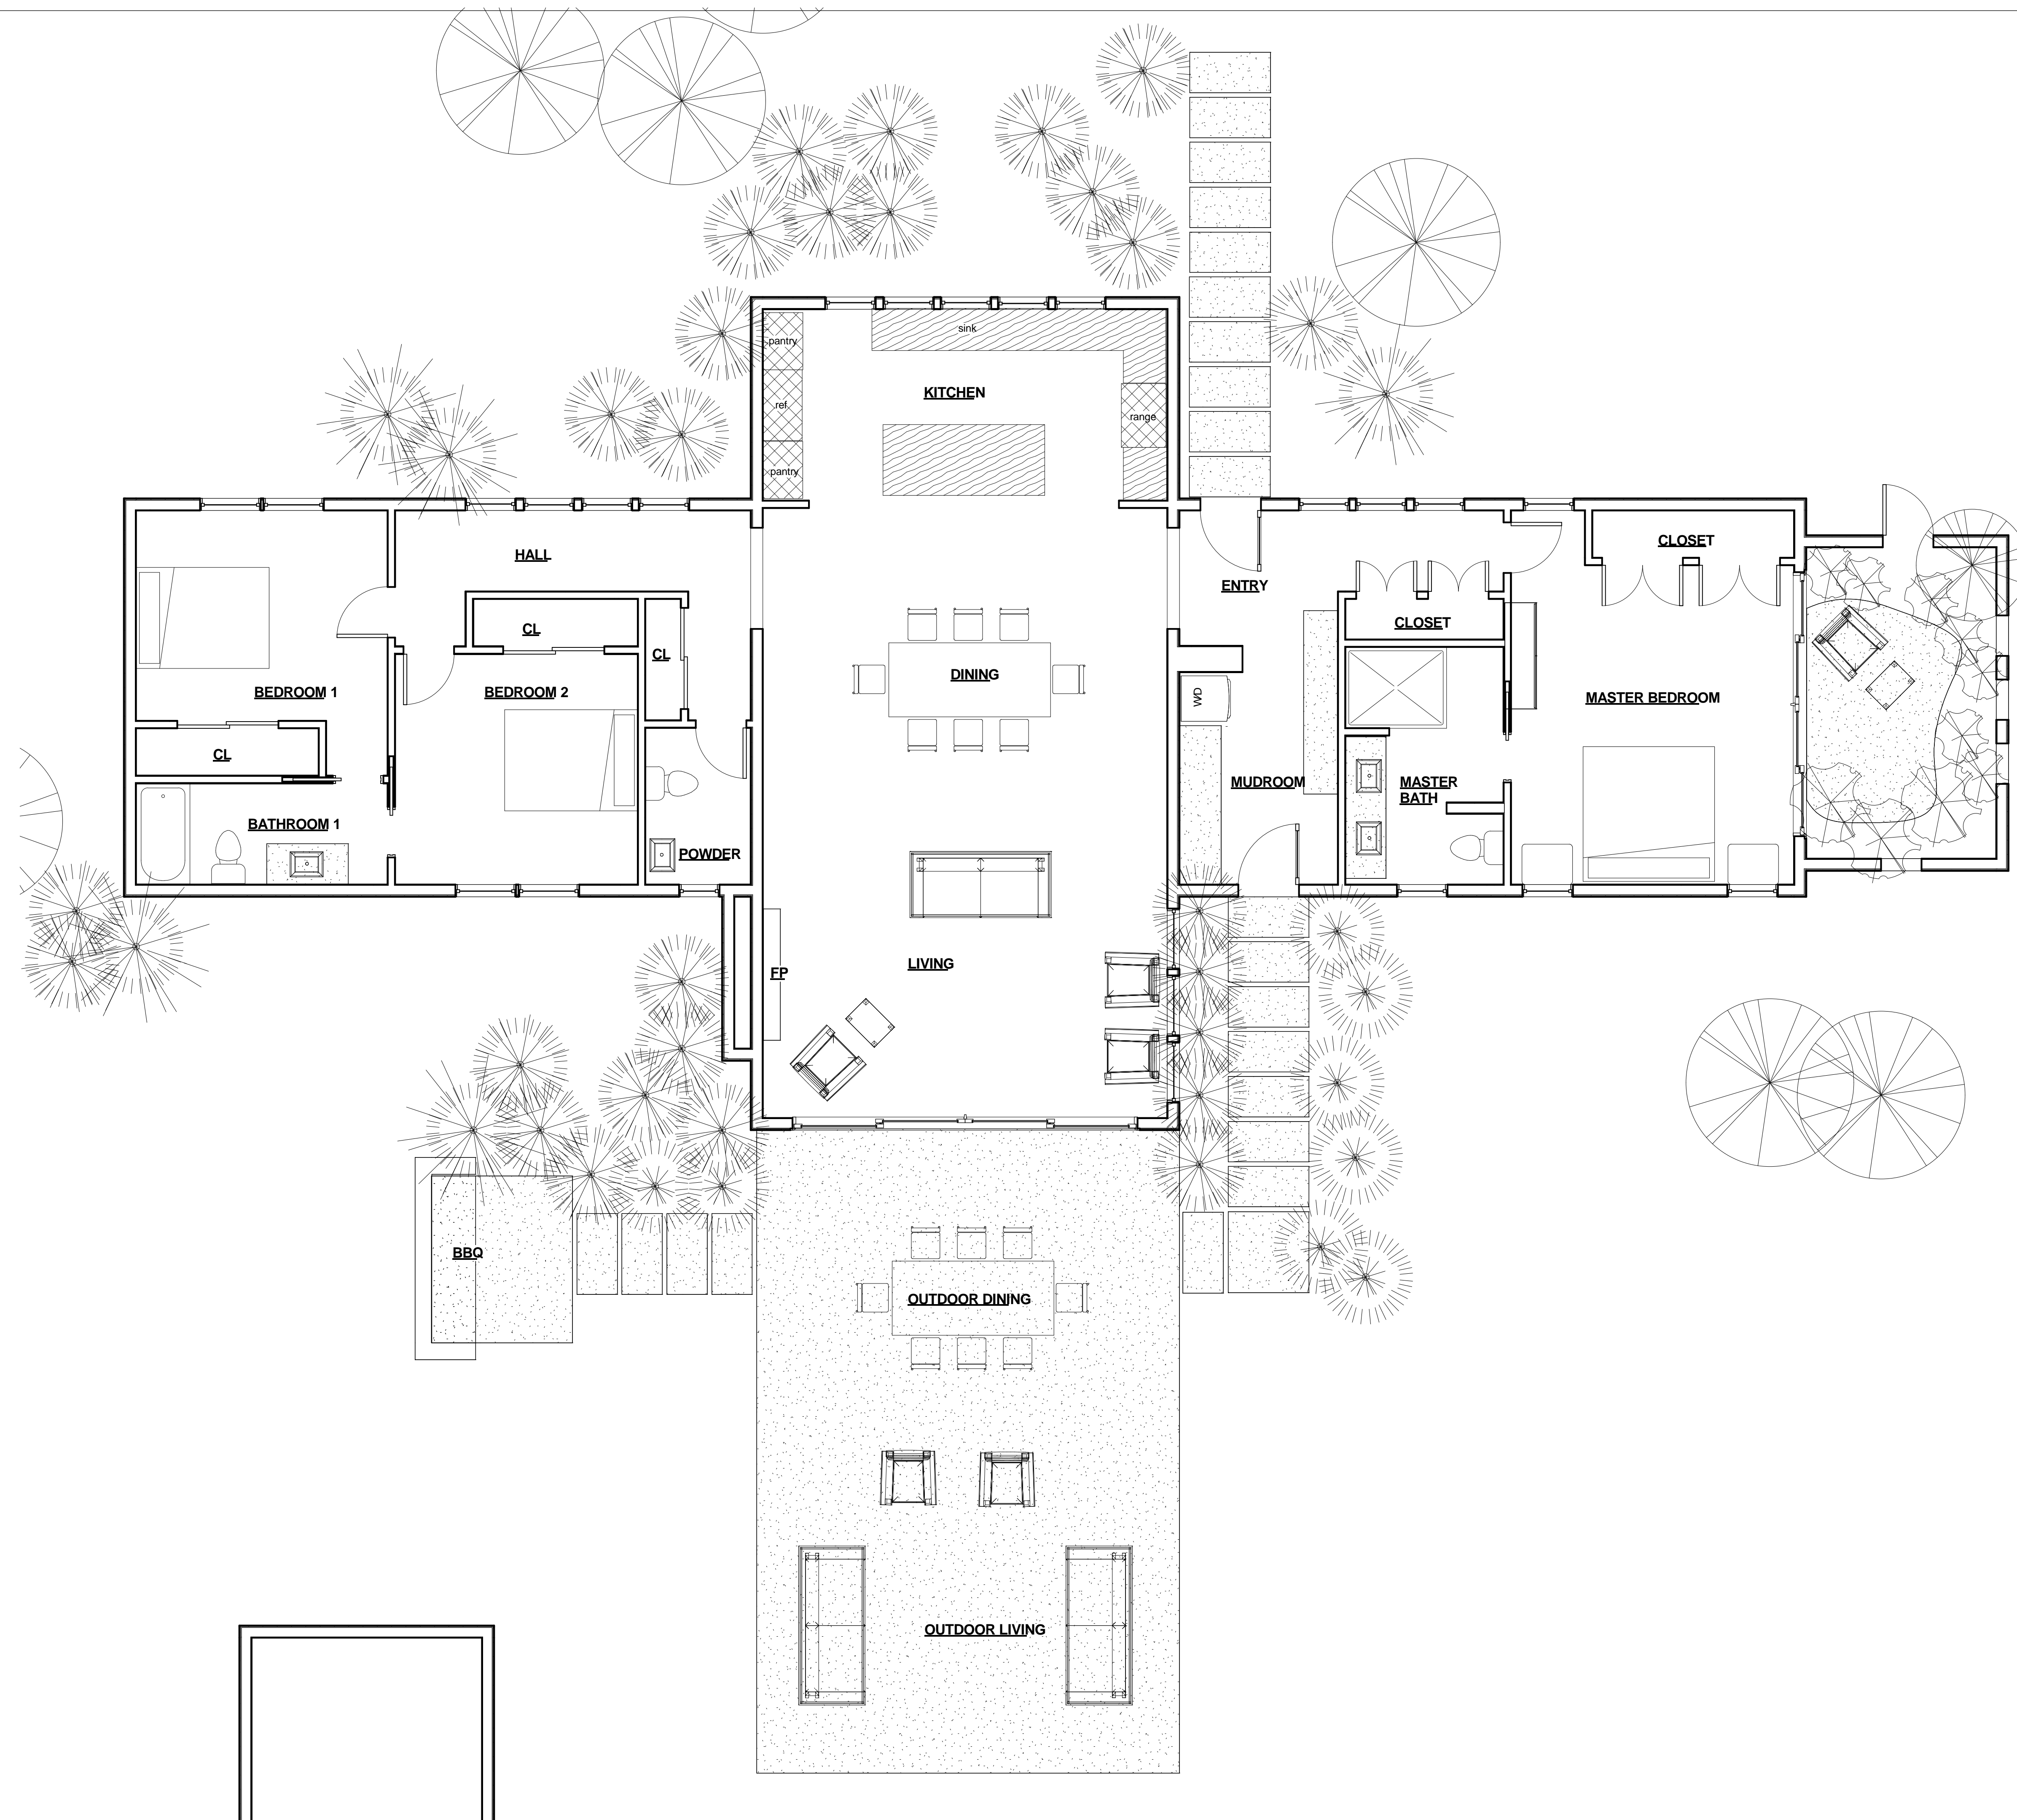 sink
pantry
KITCHEN
ref.
range
pantry
HALL
CLOSET
ENTRY
CL
CLOSET
CL
DINING
BEDROOM 1
BEDROOM 2
MASTER BEDROOM
WD
CL
MUDROOM
MASTER
BATH
BATHROOM 1
POWDER
LIVING
FP
BBQ
OUTDOOR DINING
OUTDOOR LIVING